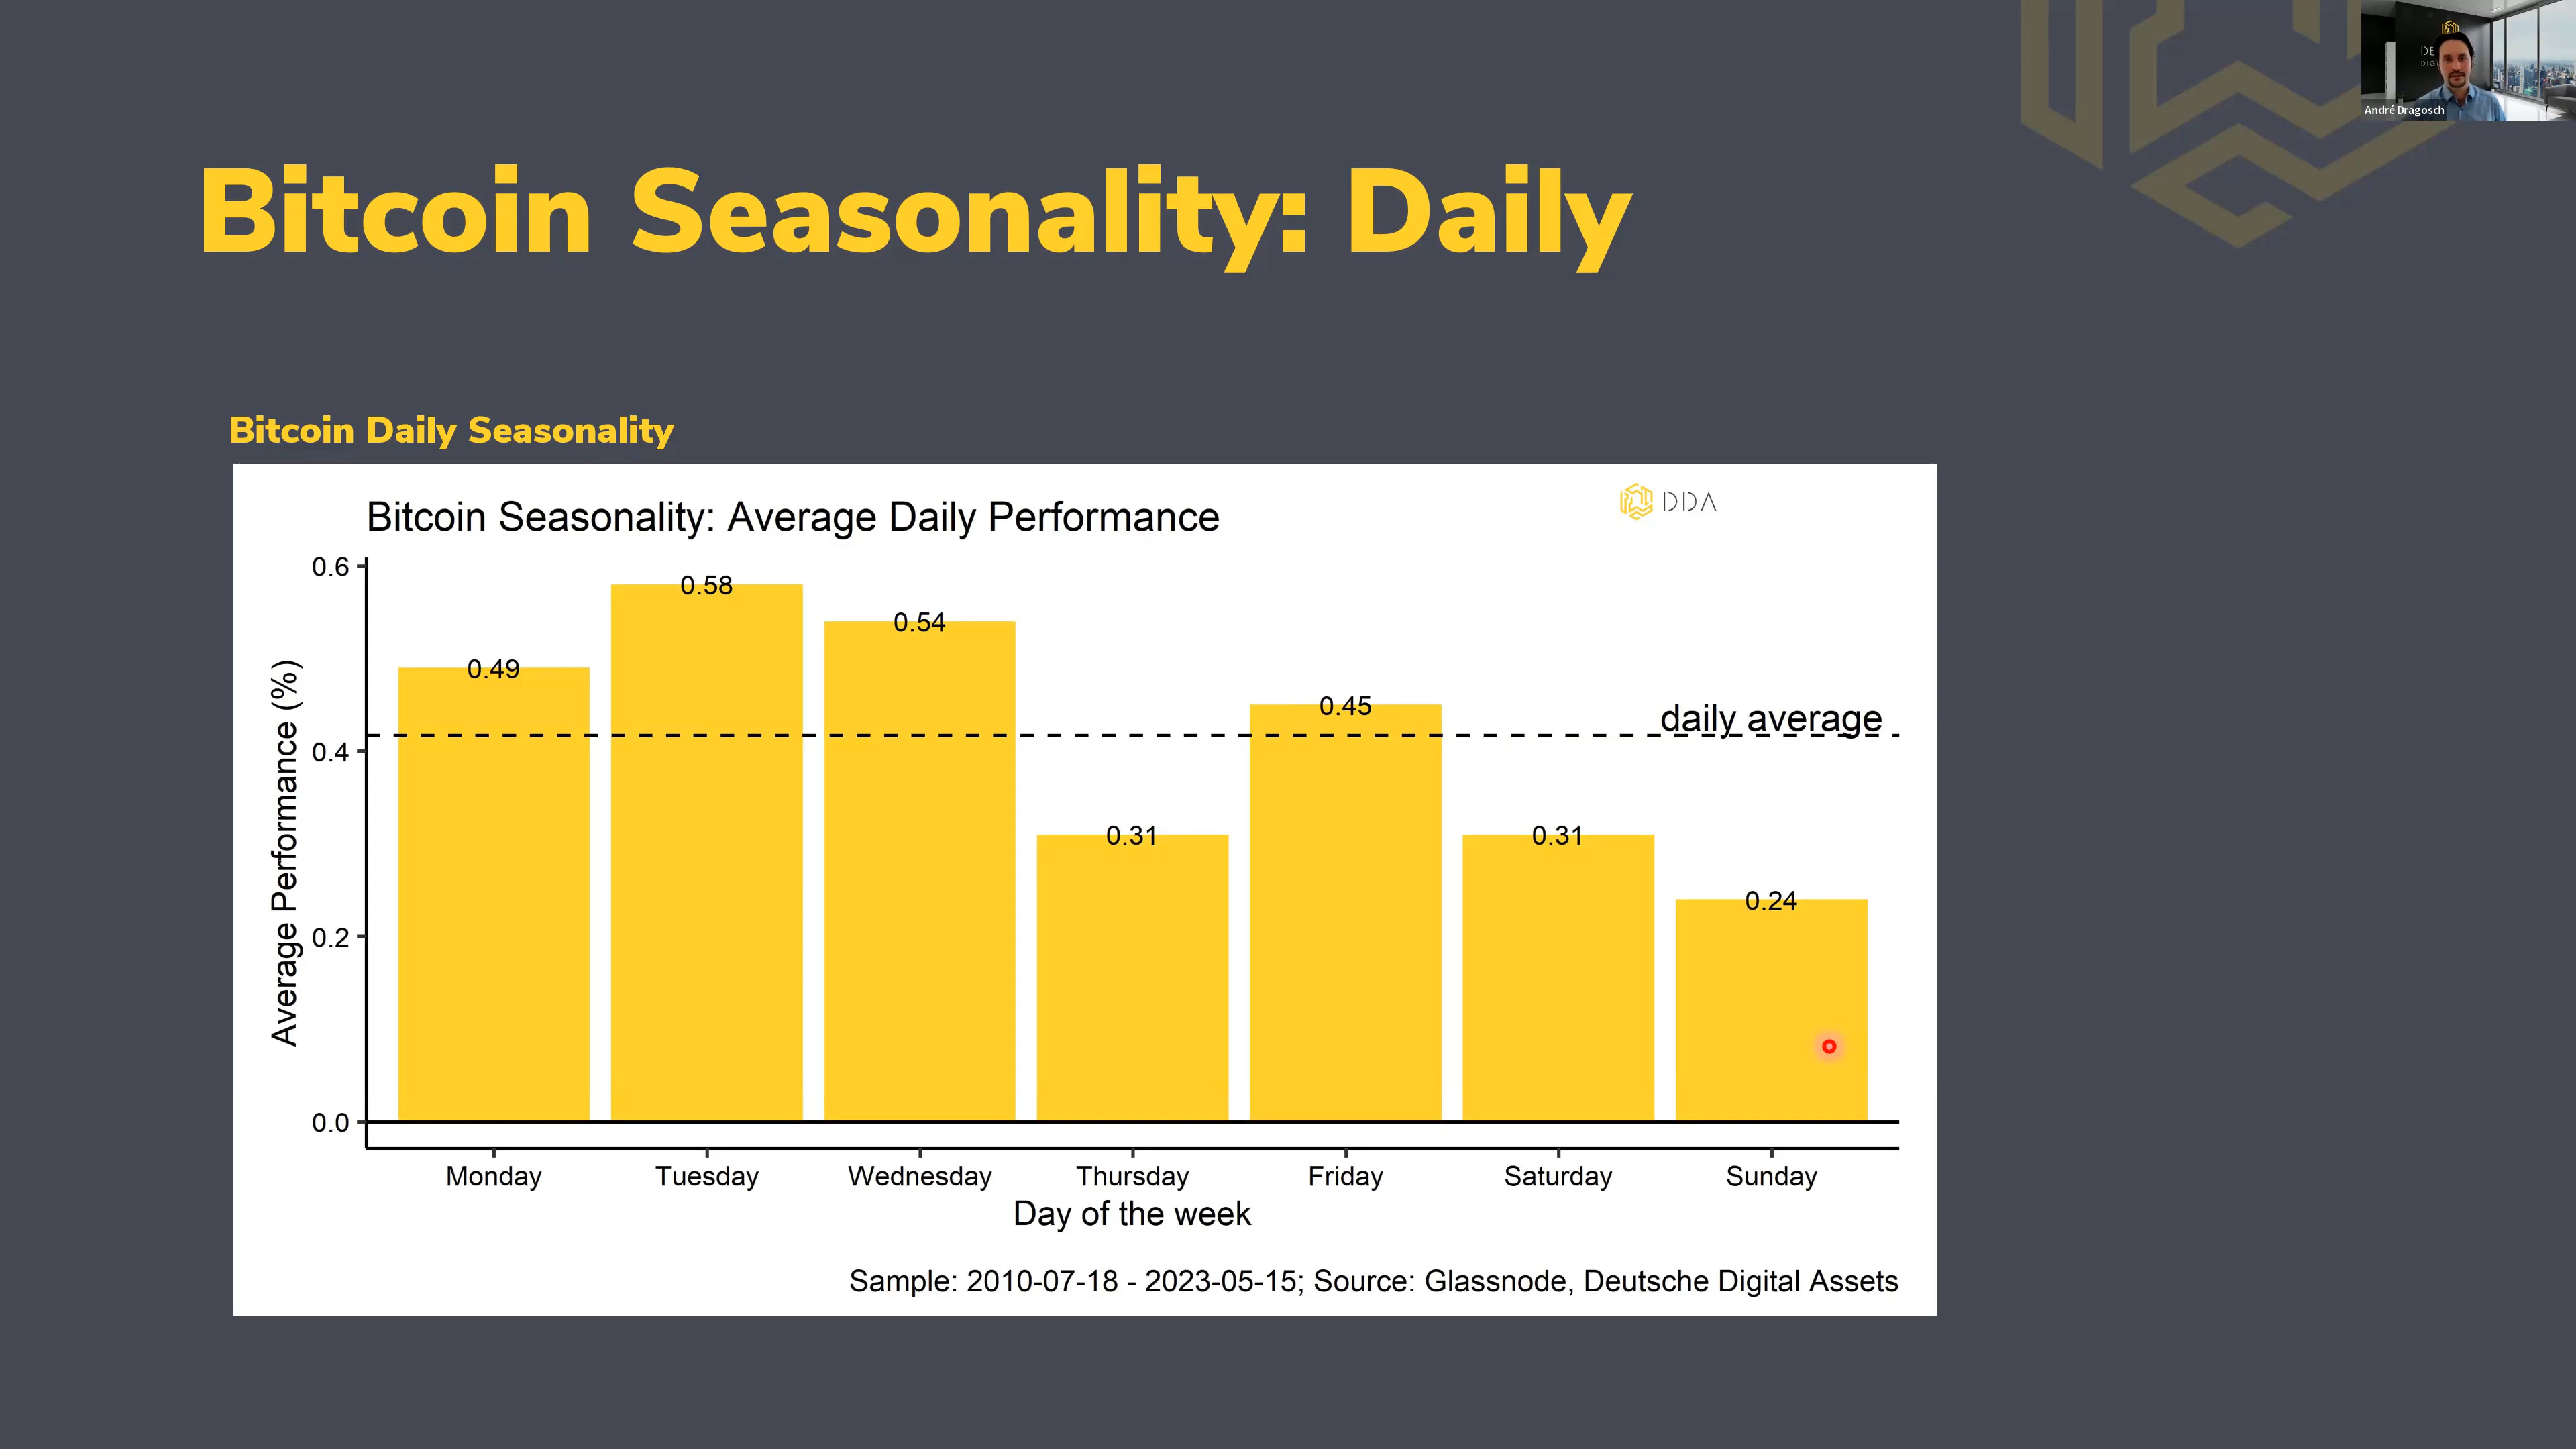 DE
DIG
André Dragosch
Bitcoin Seasonality: Daily
Bitcoin Daily Seasonality
Bitcoin Seasonality: Average Daily Performance
DDA
Average Performance (%)
0.6
0.4
0.2
0.0
0.49
0.58
0.54
0.31
0.45
0.31
0.24
daily average
Monday Tuesday Wednesday Thursday Friday Saturday Sunday
Day of the week
Sample: 2010-07-18 - 2023-05-15; Source: Glassnode, Deutsche Digital Assets